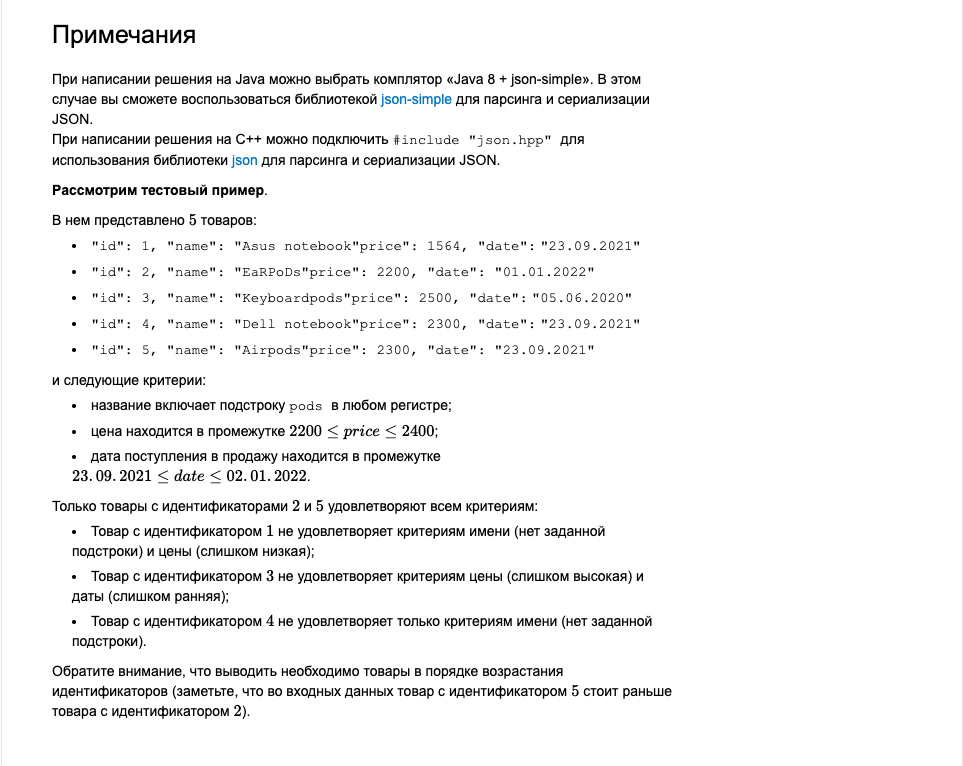 Примечания
При написании решения на Java можно выбрать комплятор «Java 8 + json-simple». В этом
случае вы сможете воспользоваться библиотекой json-simple для парсинга и сериализации
JSON.
При написании решения на C++ можно подключить #include "json.hpp" для
использования библиотеки json для парсинга и сериализации JSON.
Рассмотрим тестовый пример.
В нем представлено 5 товаров:
• "id": 1, "name": "Asus notebook"price": 1564, "date": "23.09.2021"
• "id": 2, "name": "EaRPoDs"price": 2200, "date": "01.01.2022"
• "id": 3, "name": "Keyboardpods"price": 2500, "date": "05.06.2020"
• "id": 4, "name": "Dell notebook"price": 2300, "date": "23.09.2021"
• "id": 5, "name": "Airpods"price": 2300, "date": "23.09.2021"
и следующие критерии:
• название включает подстроку pods в любом регистре;
• цена находится в промежутке 2200 ≤ price ≤ 2400;
• дата поступления в продажу находится в промежутке
23.09.2021 ≤ date ≤ 02.01.2022.
Только товары с идентификаторами 2 и 5 удовлетворяют всем критериям:
• Товар с идентификатором 1 не удовлетворяет критериям имени (нет заданной
подстроки) и цены (слишком низкая);
• Товар с идентификатором 3 не удовлетворяет критериям цены (слишком высокая) и
даты (слишком ранняя);
• Товар с идентификатором 4 не удовлетворяет только критериям имени (нет заданной
подстроки).
Обратите внимание, что выводить необходимо товары в порядке возрастания
идентификаторов (заметьте, что во входных данных товар с идентификатором 5 стоит раньше
товара с идентификатором 2).